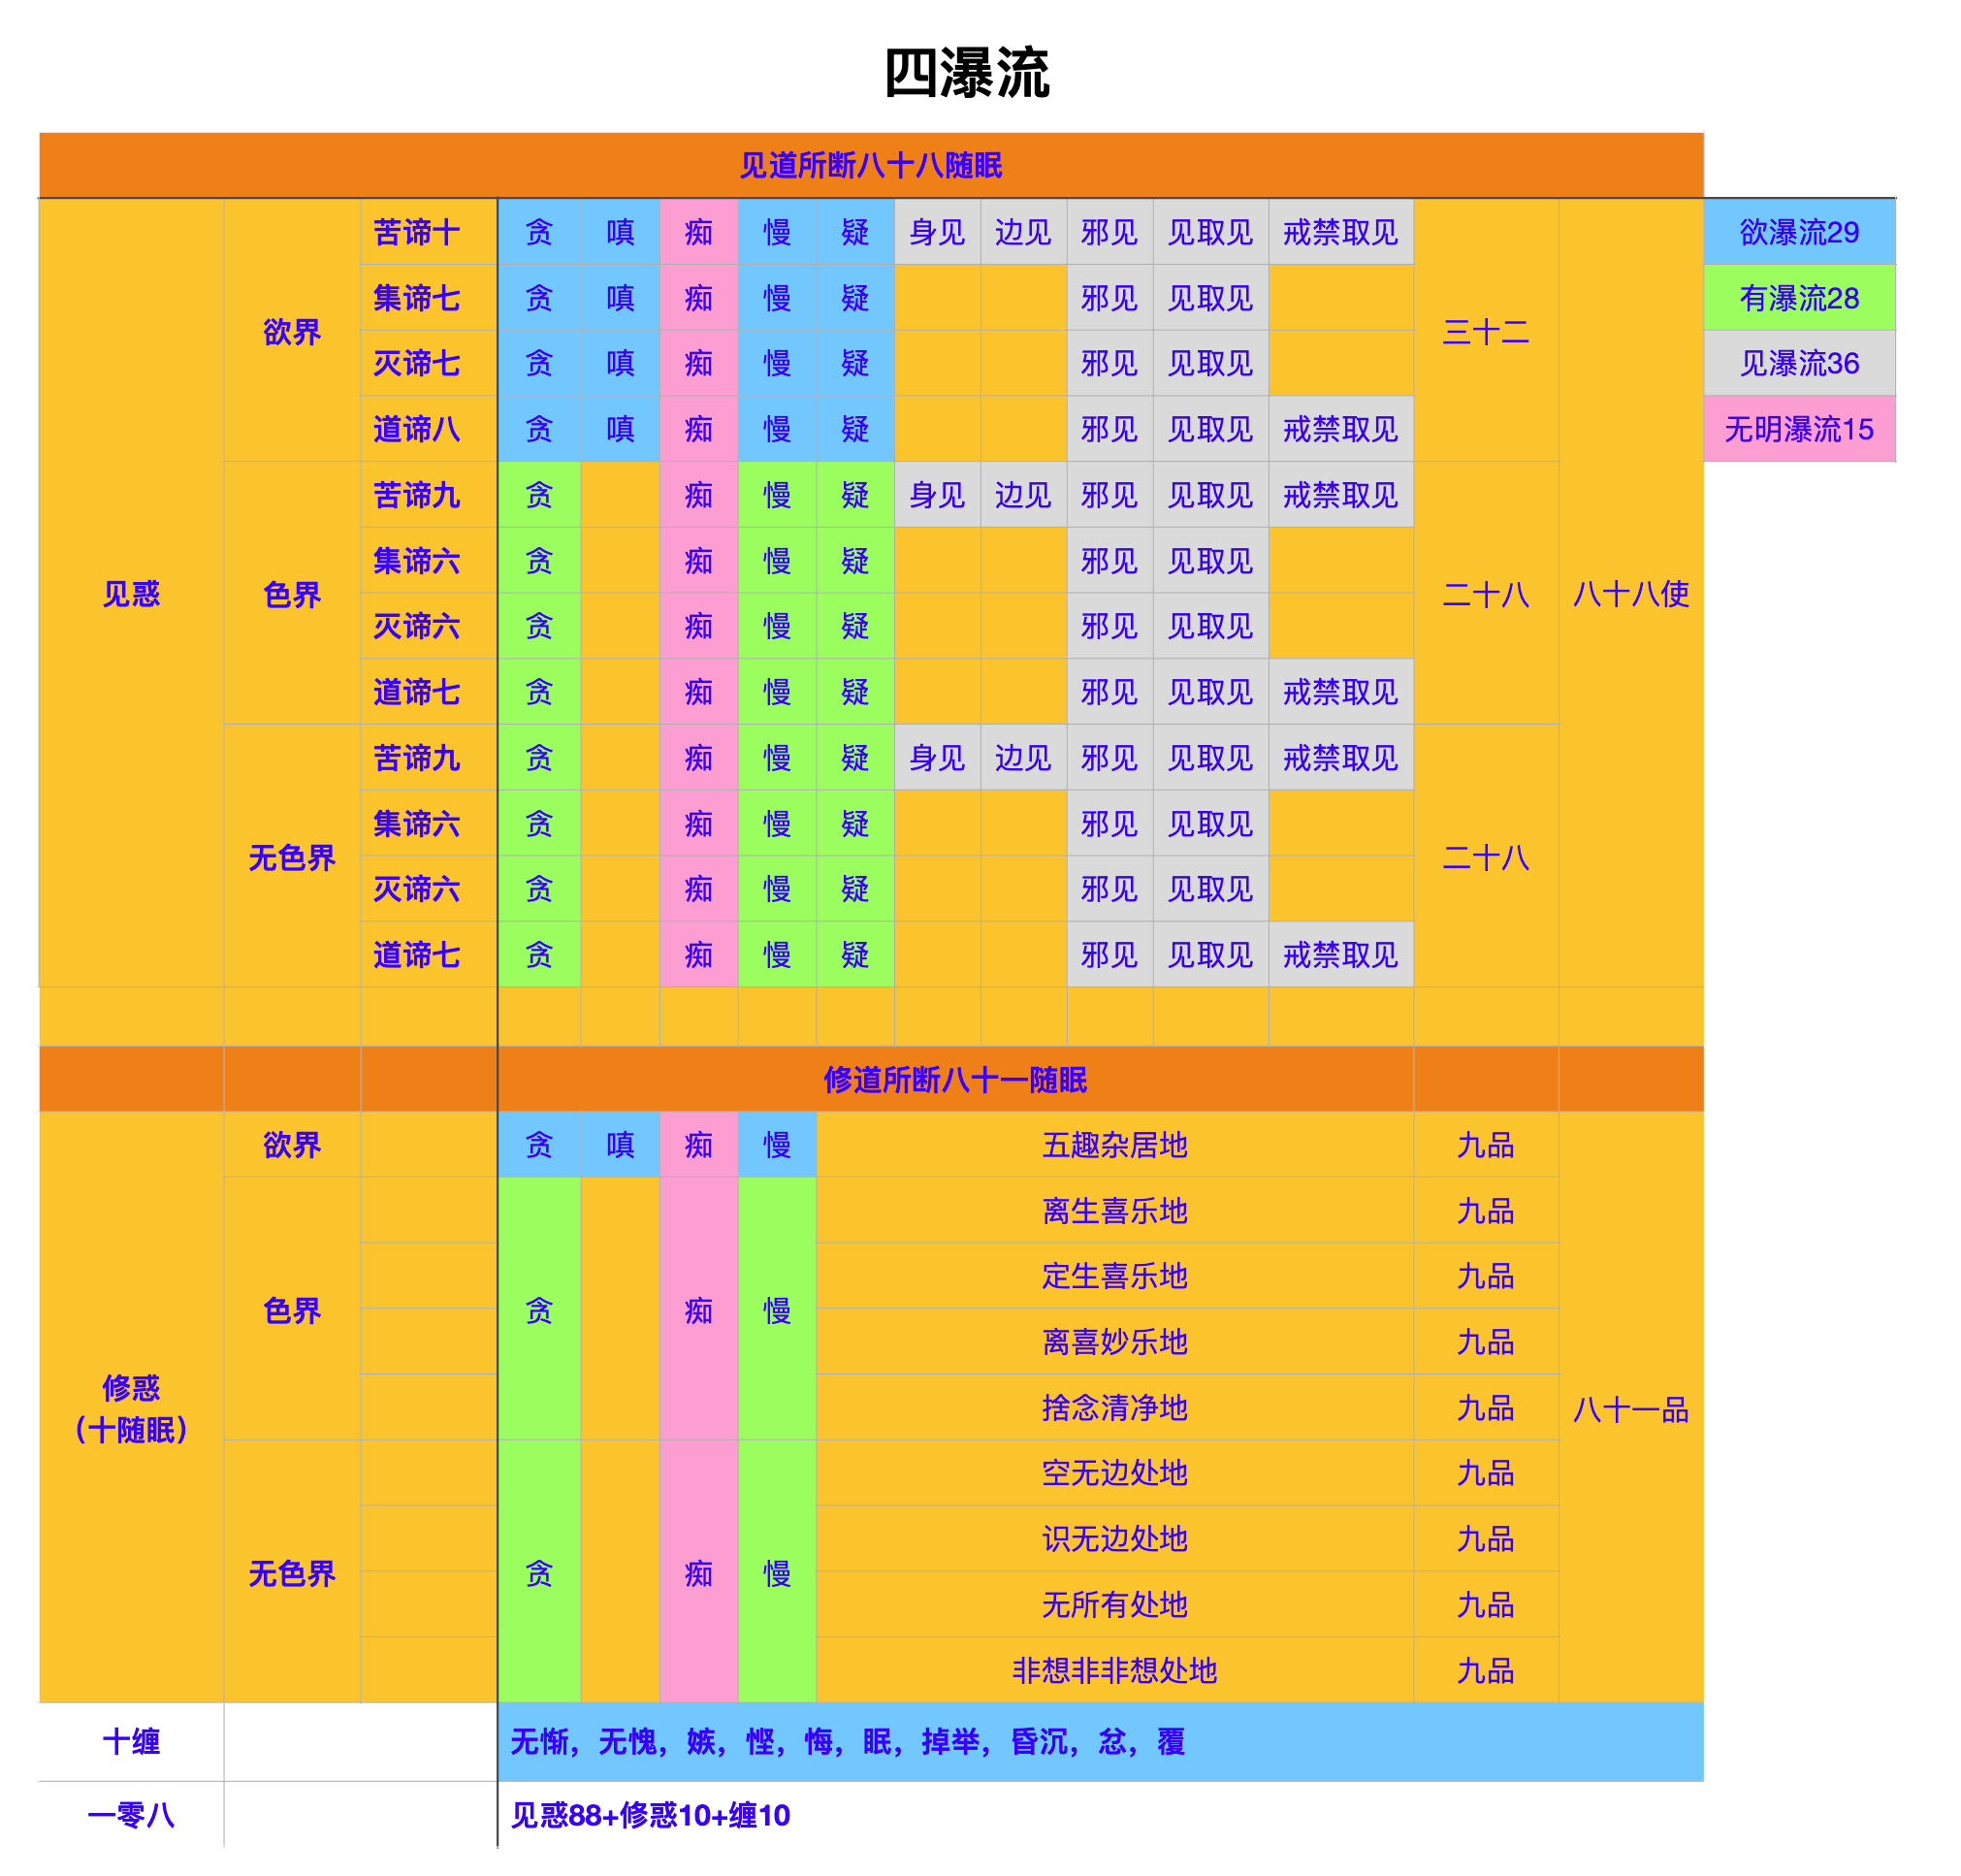 四瀑流
见道所断八十八随眠
苦谛十 贪 嗔 痴 慢 疑 身见 边见 邪见 见取见 戒禁取见 欲瀑流29
集谛七 贪 嗔 痴 慢 疑 邪见 见取见 有瀑流28
欲界 三十二
灭谛七 贪 嗔 痴 慢 疑 邪见 见取见 见瀑流36
道谛八 贪 嗔 痴 慢 疑 邪见 见取见 戒禁取见 无明瀑流15
苦谛九 贪 痴 慢 疑 身见 边见 邪见 见取见 戒禁取见
集谛六 贪 痴 慢 疑 邪见 见取见
见惑 色界 二十八 八十八使
灭谛六 贪 痴 慢 疑 邪见 见取见
道谛七 贪 痴 慢 疑 邪见 见取见 戒禁取见
苦谛九 贪 痴 慢 疑 身见 边见 邪见 见取见 戒禁取见
集谛六 贪 痴 慢 疑 邪见 见取见
无色界 二十八
灭谛六 贪 痴 慢 疑 邪见 见取见
道谛七 贪 痴 慢 疑 邪见 见取见 戒禁取见
修道所断八十一随眠
欲界 贪 嗔 痴 慢 五趣杂居地 九品
离生喜乐地 九品
定生喜乐地 九品
色界 贪 痴 慢
离喜妙乐地 九品
修惑
（十随眠）
捨念清净地 九品
八十一品
空无边处地 九品
识无边处地 九品
无色界 贪 痴 慢
无所有处地 九品
非想非非想处地 九品
十缠 无惭，无愧，嫉，悭，悔，眠，掉举，昏沉，忿，覆
一零八 见惑88+修惑10+缠10